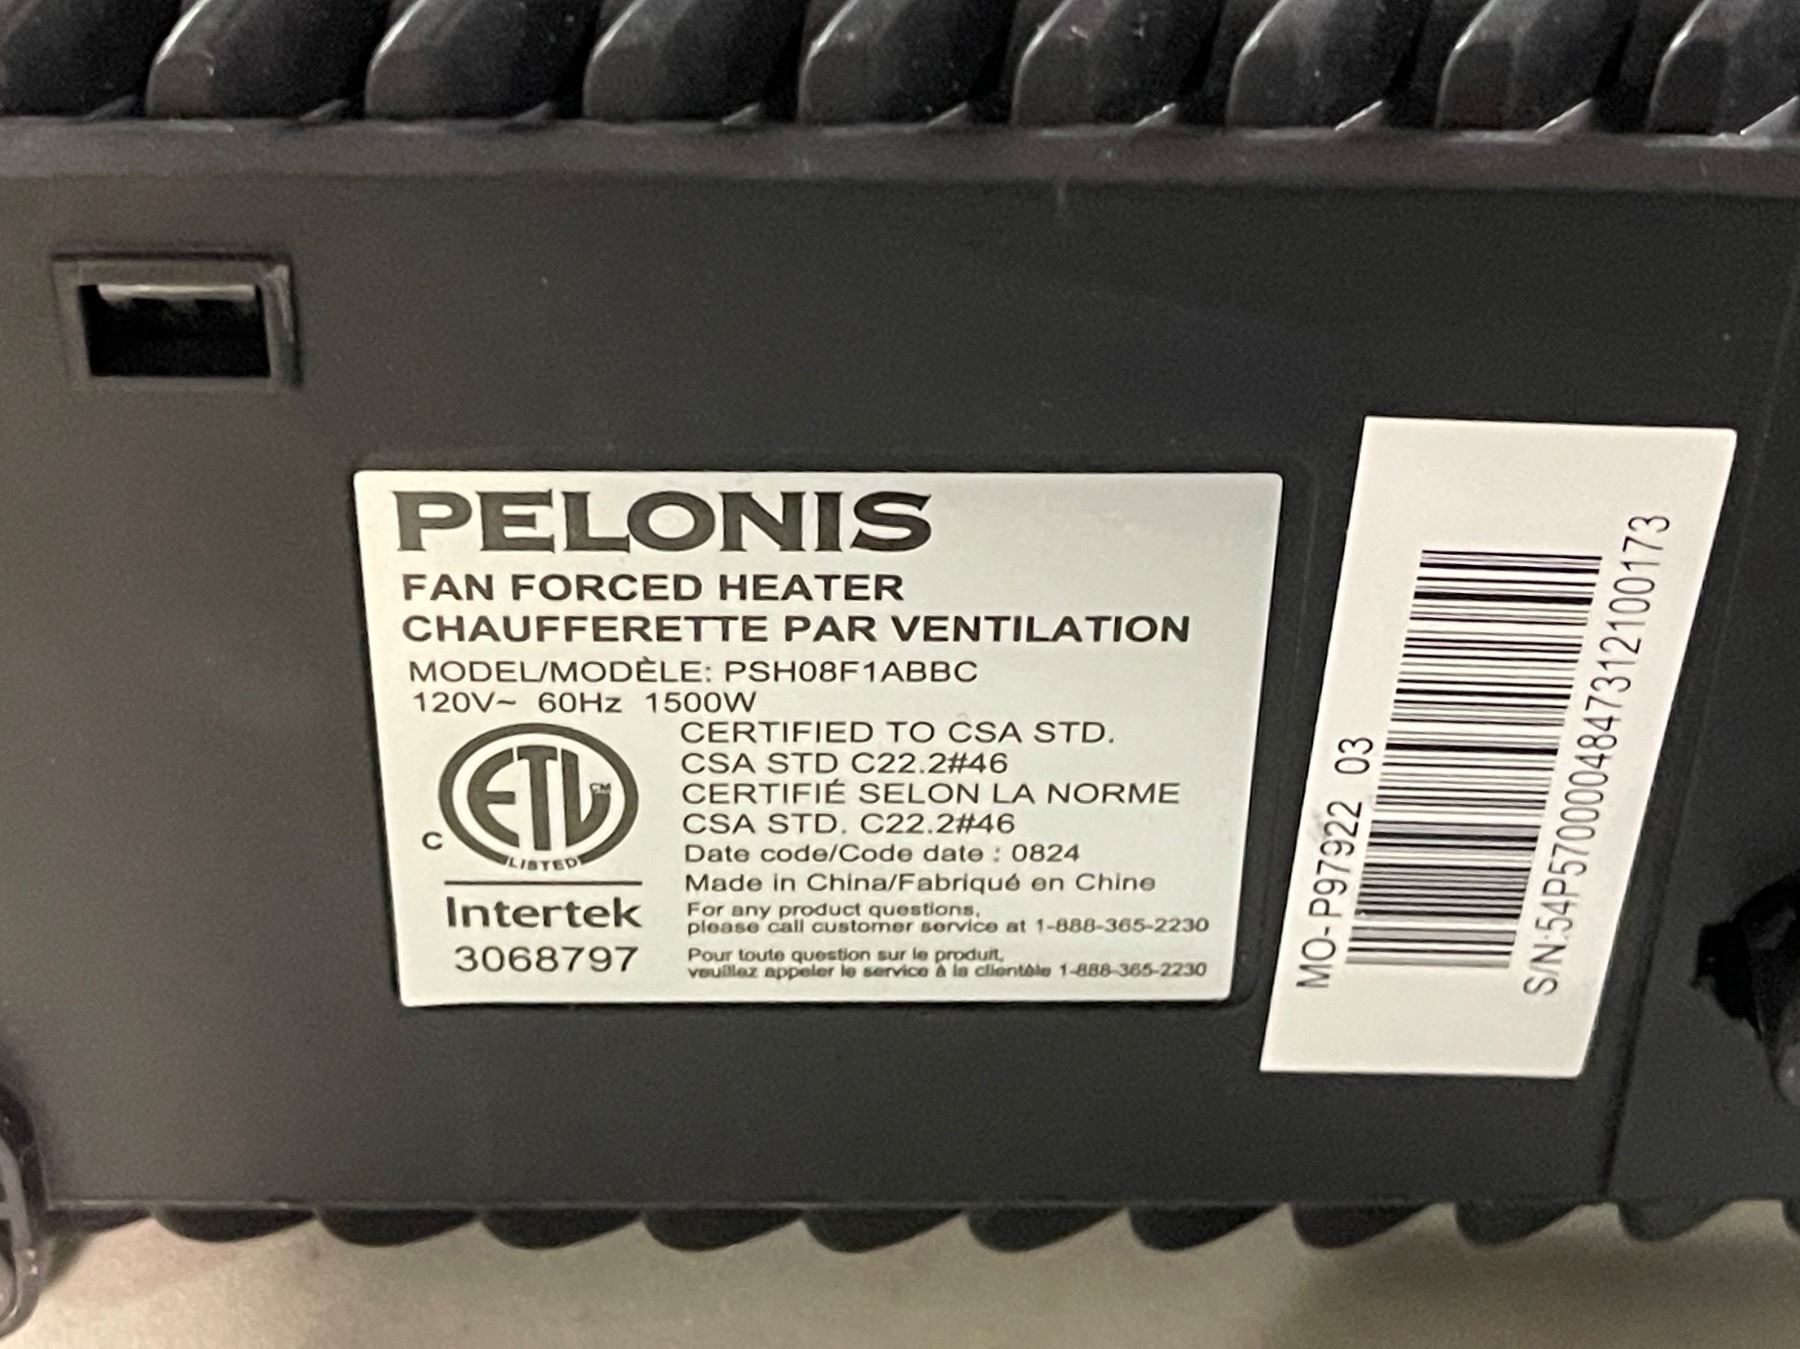 PELONIS
FAN FORCED HEATER
CHAUFFERETTE PAR VENTILATION
MODEL/MODÈLE: PSH08F1ABBC
120V~ 60Hz 1500W
CERTIFIED TO CSA STD.
CSA STD C22.2#46
CERTIFIÉ SELON LA NORME
CSA STD. C22.2#46
Date code/Code date : 0824
Made in China/Fabriqué en Chine
For any product questions,
please call customer service at 1-888-365-2230
Pour toute question sur le produit,
veuillez appeler le service à la clientèle 1-888-365-2230
ETL CM
C
LISTED
Intertek
3068797
MO-P97922 03
S/N:54P5700004847312100173